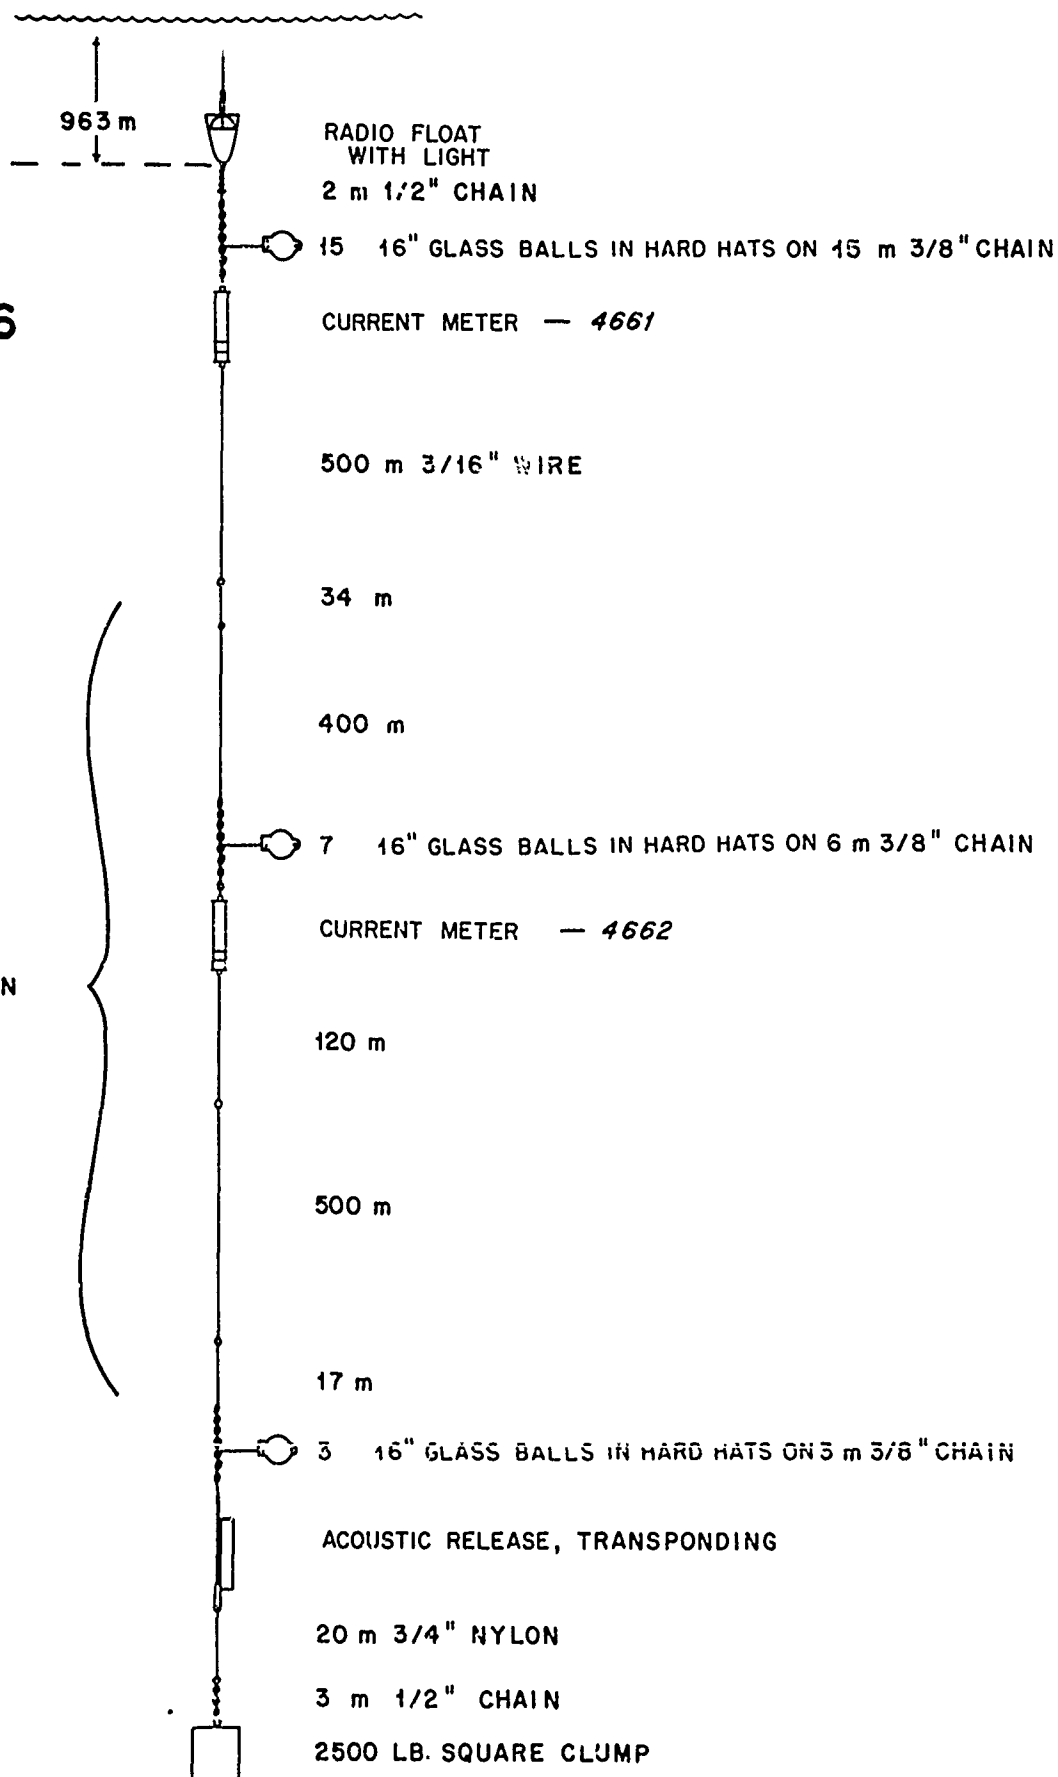 963 m
RADIO FLOAT
WITH LIGHT
2 m 1/2" CHAIN
15 16" GLASS BALLS IN HARD HATS ON 15 m 3/8" CHAIN
6
CURRENT METER — 4661
500 m 3/16" WIRE
34 m
400 m
7 16" GLASS BALLS IN HARD HATS ON 6 m 3/8" CHAIN
CURRENT METER — 4662
N
120 m
500 m
17 m
3 16" GLASS BALLS IN HARD HATS ON 3 m 3/8" CHAIN
ACOUSTIC RELEASE, TRANSPONDING
20 m 3/4" NYLON
3 m 1/2" CHAIN
2500 LB. SQUARE CLUMP